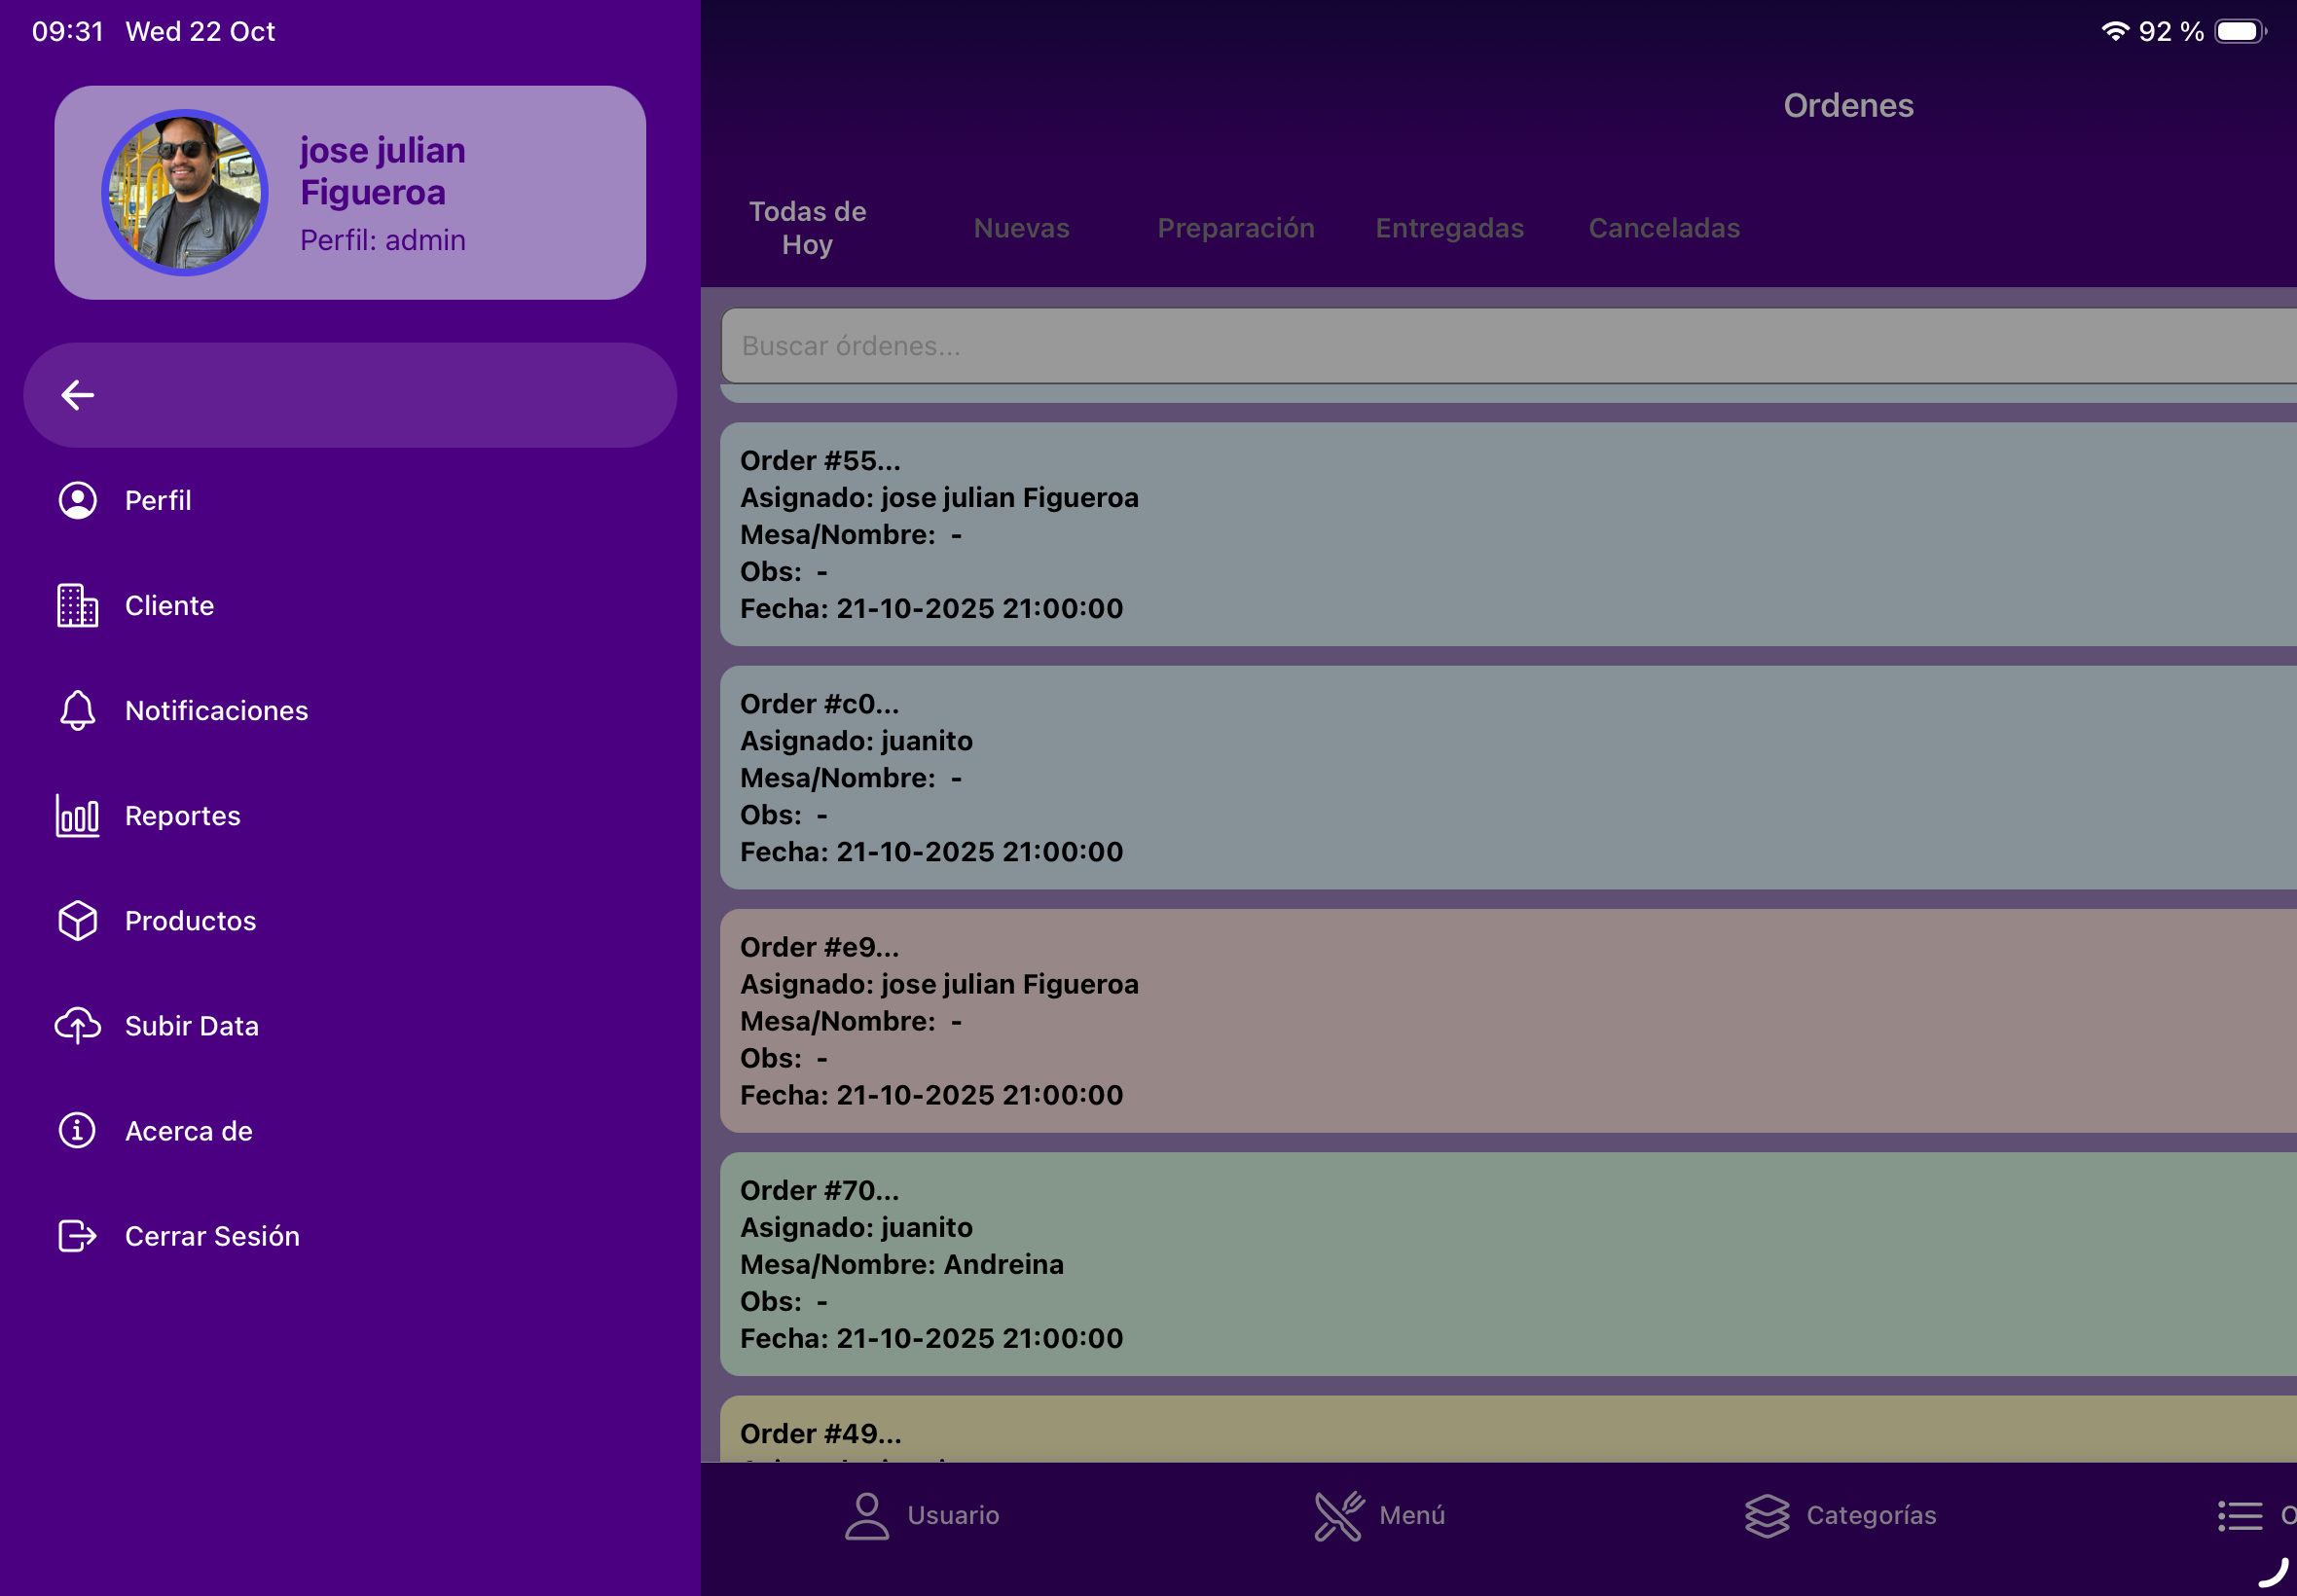 09:31 Wed 22 Oct
92 %
jose julian
Figueroa
Perfil: admin
Perfil
Cliente
Notificaciones
Reportes
Productos
Subir Data
Acerca de
Cerrar Sesión
Ordenes
Todas de
Hoy
Nuevas
Preparación
Entregadas
Canceladas
Buscar órdenes...
Order #55...
Asignado: jose julian Figueroa
Mesa/Nombre: -
Obs: -
Fecha: 21-10-2025 21:00:00
Order #c0...
Asignado: juanito
Mesa/Nombre: -
Obs: -
Fecha: 21-10-2025 21:00:00
Order #e9...
Asignado: jose julian Figueroa
Mesa/Nombre: -
Obs: -
Fecha: 21-10-2025 21:00:00
Order #70...
Asignado: juanito
Mesa/Nombre: Andreina
Obs: -
Fecha: 21-10-2025 21:00:00
Order #49...
Usuario
Menú
Categorías